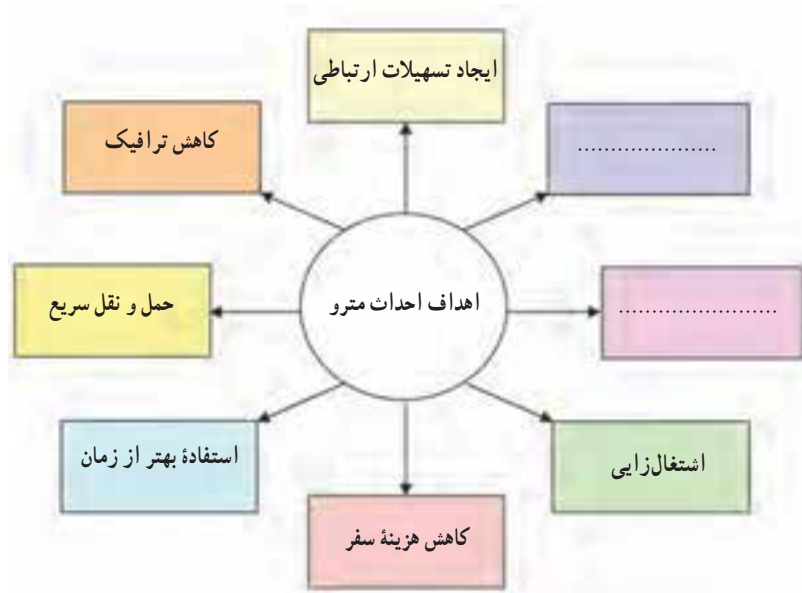 ایجاد تسهیلات ارتباطی
کاهش ترافیک
.....................
اهداف احداث مترو
حمل و نقل سریع
........................
استفادهٔ بهتر از زمان
اشتغال‌زایی
کاهش هزینهٔ سفر